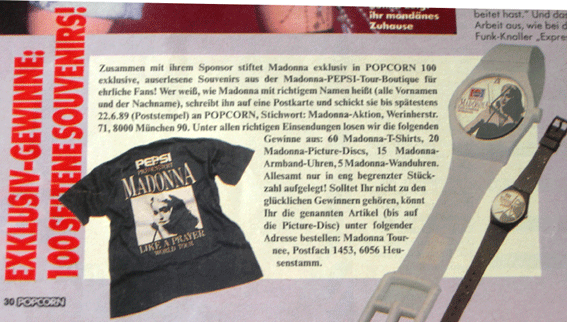 ihr mondänes
Zuhause
beitet hast." Und da
Arbeit aus, wie bei d
Funk-Knaller „Expre
EXKLUSIV-GEWINNE:
100 SELTENE SOUVENIRS!
Zusammen mit ihrem Sponsor stiftet Madonna exklusiv in POPCORN 100
exklusive, auserlesene Souvenirs aus der Madonna-PEPSI-Tour-Boutique für
ehrliche Fans! Wer weiß, wie Madonna mit richtigem Namen heißt (alle Vornamen
und der Nachname), schreibt ihn auf eine Postkarte und schickt sie bis spätestens
22.6.89 (Poststempel) an POPCORN, Stichwort: Madonna-Aktion, Werinherstr.
71, 8000 München 90. Unter allen richtigen Einsendungen losen wir die folgenden
Gewinne aus: 60 Madonna-T-Shirts, 20
Madonna-Picture-Discs, 15 Madonna-
Armband-Uhren, 5 Madonna-Wanduhren.
Allesamt nur in eng begrenzter Stück-
zahl aufgelegt! Solltet Ihr nicht zu den
glücklichen Gewinnern gehören, könnt
Ihr die genannten Artikel (bis auf
die Picture-Disc) unter folgender
Adresse bestellen: Madonna Tour-
nee, Postfach 1453, 6056 Heu-
senstamm.
PEPSI
MADONNA
LIKE A PRAYER
WORLD TOUR
30 POPCORN